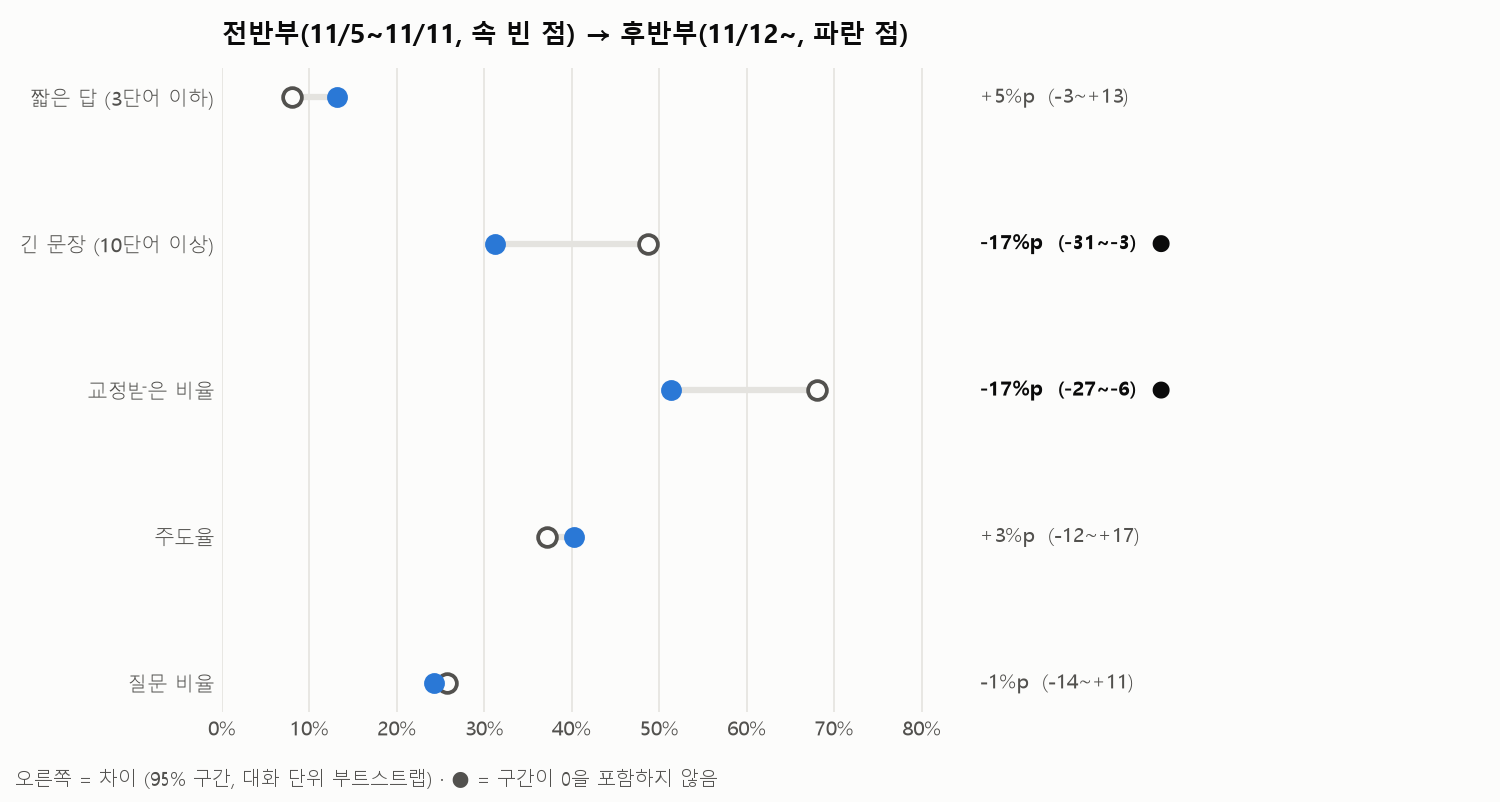 전반부(11/5~11/11, 속 빈 점) → 후반부(11/12~, 파란 점)
짧은 답 (3단어 이하)
+5%p (-3~+13)
긴 문장 (10단어 이상)
-17%p (-31~-3) ●
교정받은 비율
-17%p (-27~-6) ●
주도율
+3%p (-12~+17)
질문 비율
-1%p (-14~+11)
0% 10% 20% 30% 40% 50% 60% 70% 80%
오른쪽 = 차이 (95% 구간, 대화 단위 부트스트랩) · ● = 구간이 0을 포함하지 않음